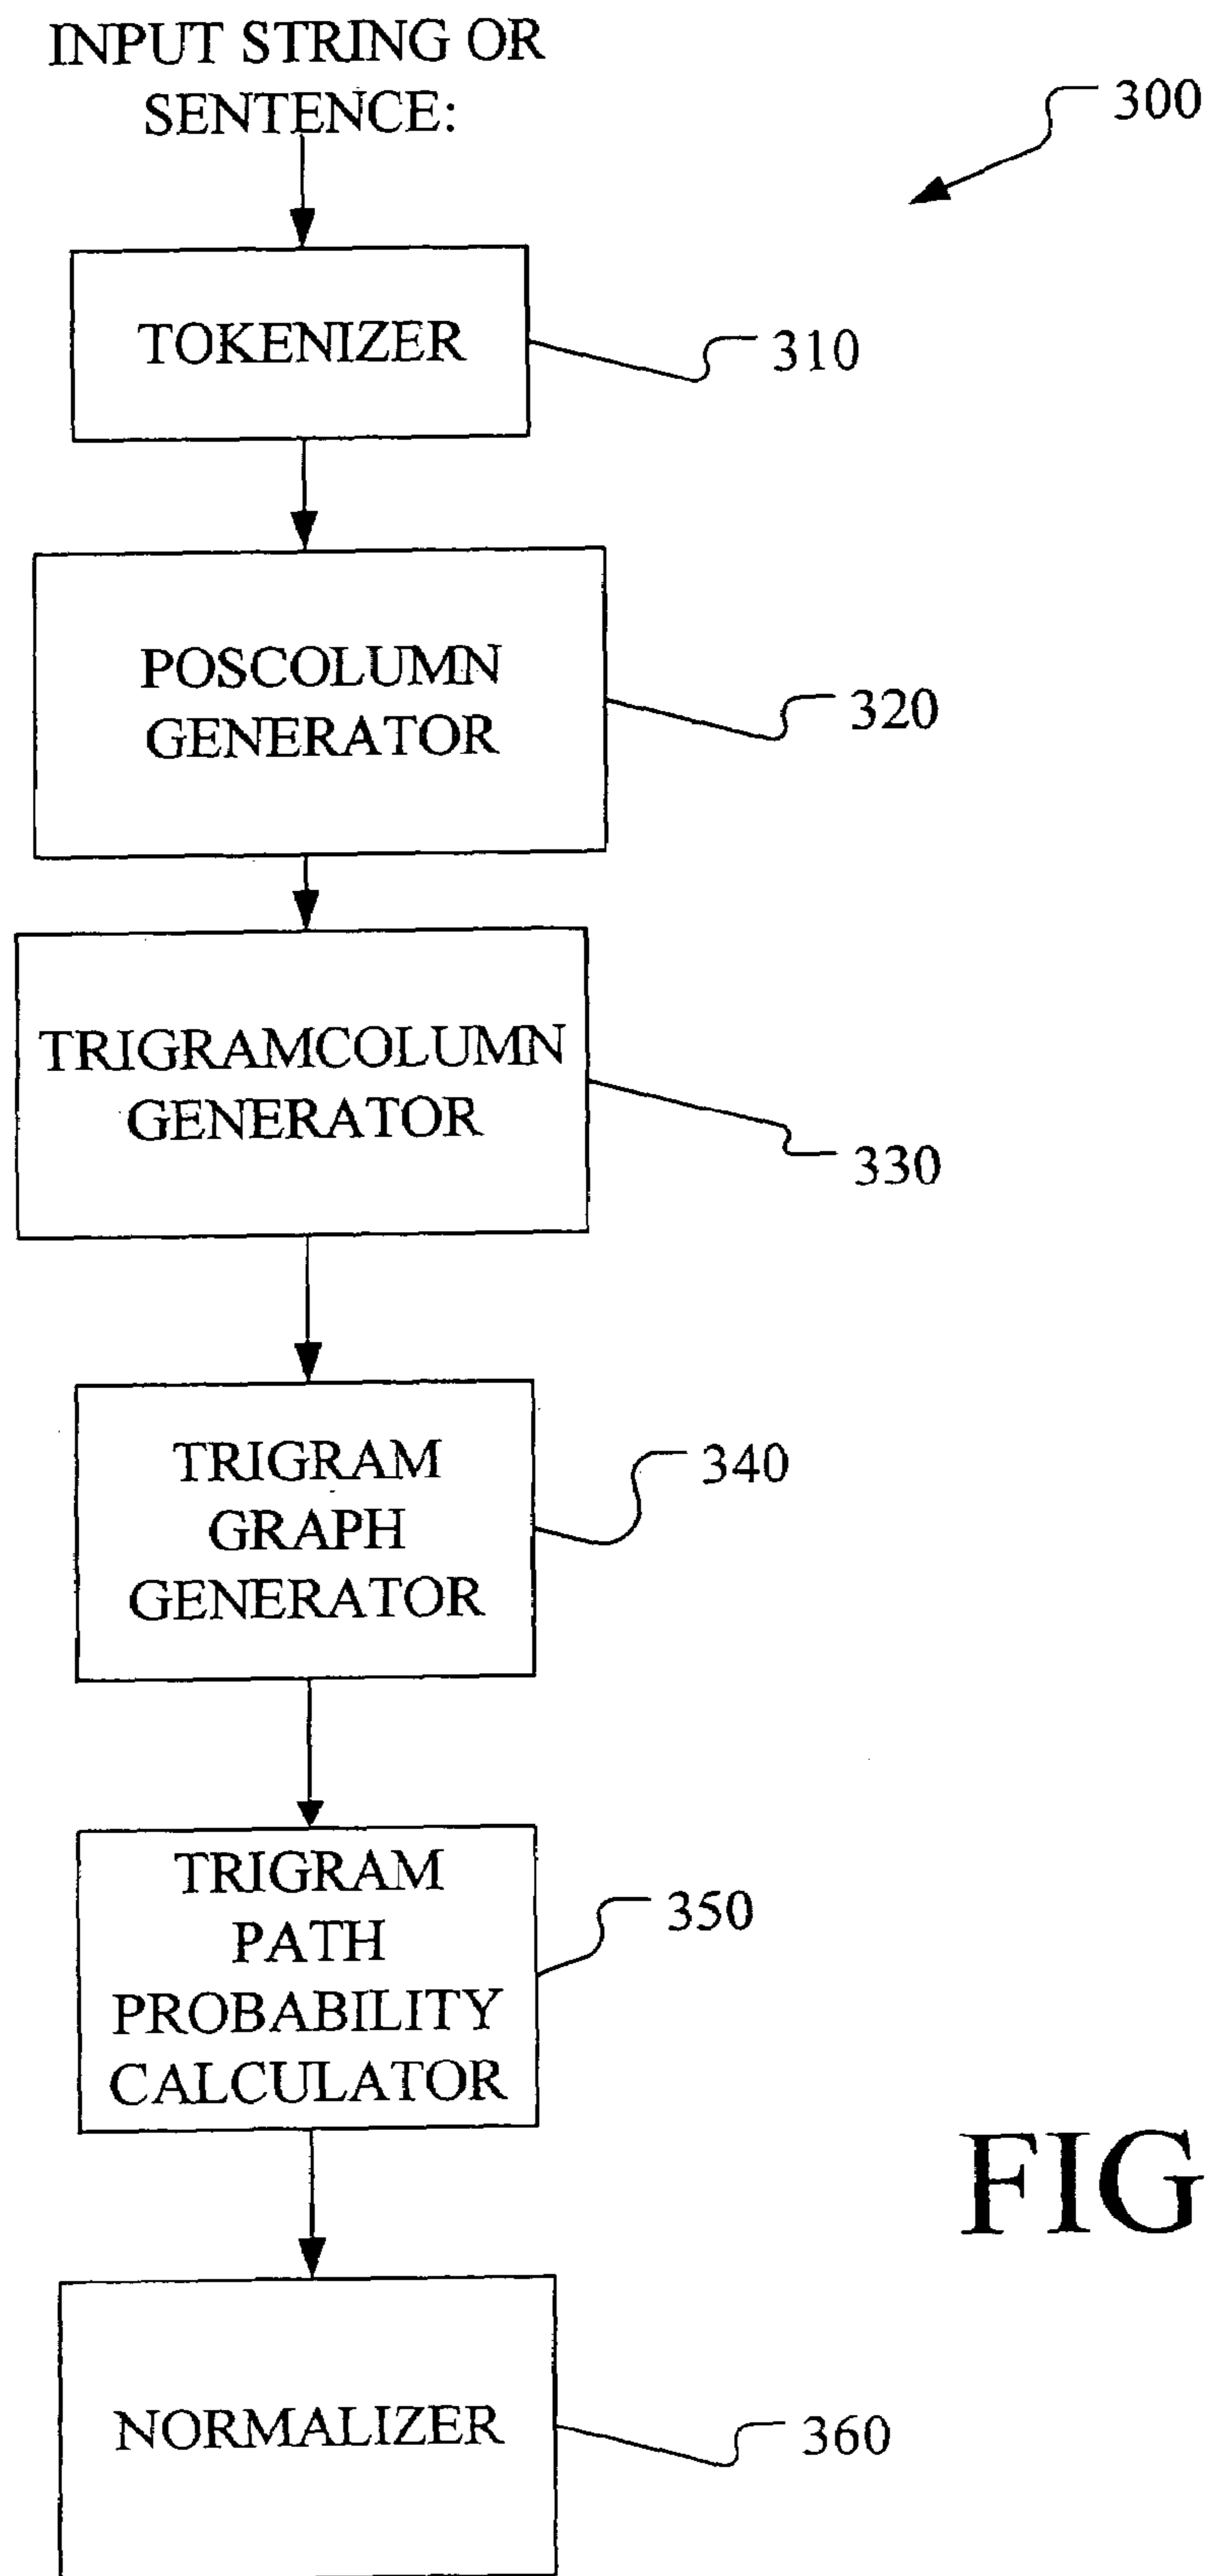 INPUT STRING OR
SENTENCE:
300
TOKENIZER
310
POSCOLUMN
GENERATOR
320
TRIGRAMCOLUMN
GENERATOR
330
TRIGRAM
GRAPH
GENERATOR
340
TRIGRAM
PATH
PROBABILITY
CALCULATOR
350
FIG
NORMALIZER
360